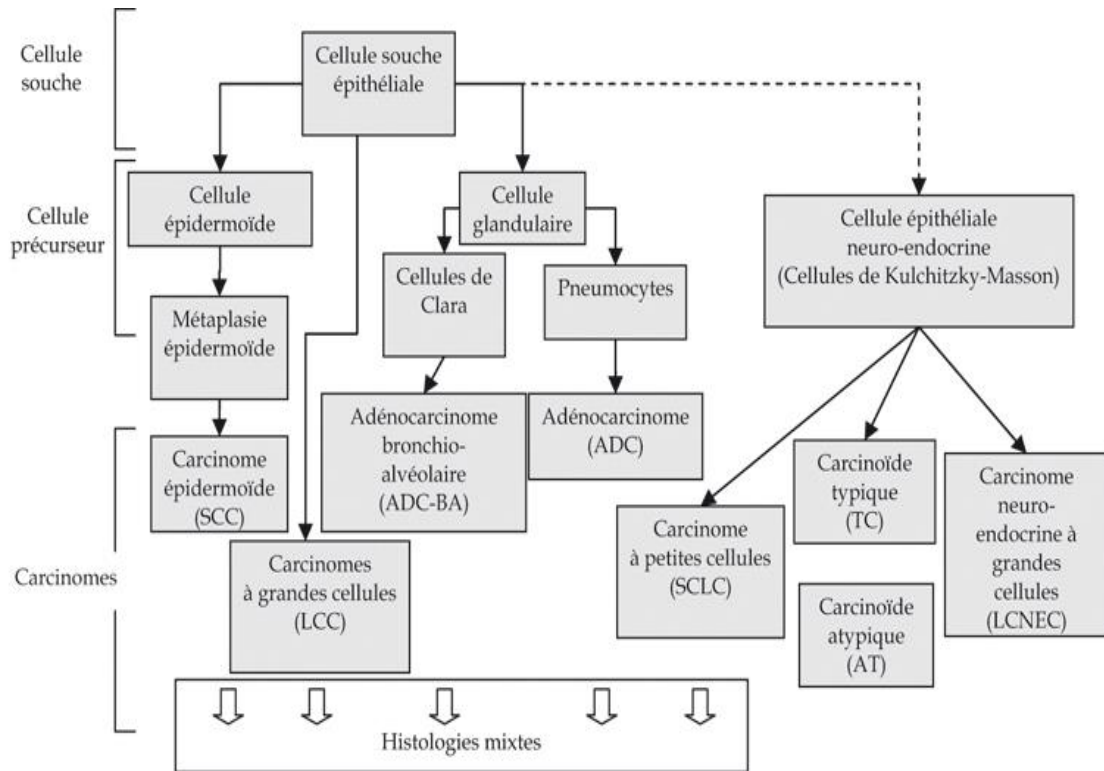 Cellule
souche
Cellule souche
épithéliale
Cellule
précurseur
Cellule
épidermoïde
Cellule
glandulaire
Cellule épithéliale
neuro-endocrine
(Cellules de Kulchitzky-Masson)
Métaplasie
épidermoïde
Cellules de
Clara
Pneumocytes
Carcinomes
Carcinome
épidermoïde
(SCC)
Carcinomes
à grandes cellules
(LCC)
Adénocarcinome
bronchio-
alvéolaire
(ADC-BA)
Adénocarcinome
(ADC)
Carcinome
à petites cellules
(SCLC)
Carcinoïde
typique
(TC)
Carcinoïde
atypique
(AT)
Carcinome
neuro-
endocrine à
grandes
cellules
(LCNEC)
Histologies mixtes